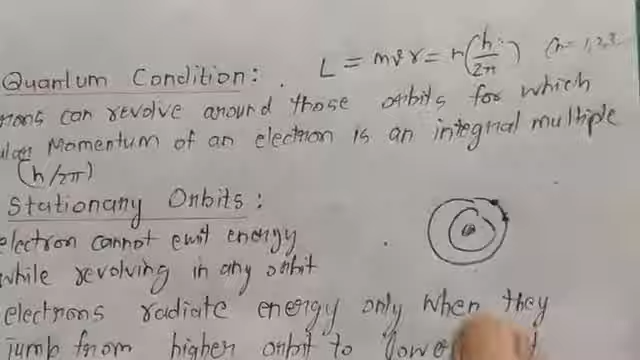 L = mvr = n(h/2π) (n = 1,2,3
Quantum Condition:
rons can revolve around those orbits for which
ular Momentum of an electron is an integral multiple
(h/2π)
Stationary Orbits:
electron cannot emit energy
while revolving in any orbit
electrons radiate energy only when they
jump from higher orbit to lowe